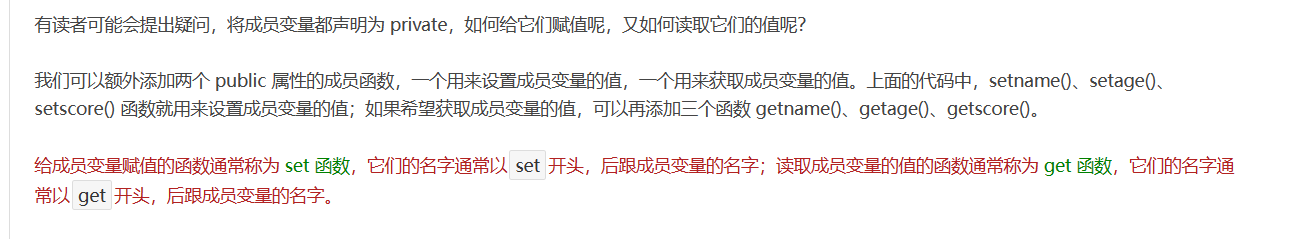 有读者可能会提出疑问，将成员变量都声明为 private，如何给它们赋值呢，又如何读取它们的值呢？
我们可以额外添加两个 public 属性的成员函数，一个用来设置成员变量的值，一个用来获取成员变量的值。上面的代码中，setname()、setage()、
setscore() 函数就用来设置成员变量的值；如果希望获取成员变量的值，可以再添加三个函数 getname()、getage()、getscore()。
给成员变量赋值的函数通常称为 set 函数，它们的名字通常以 set 开头，后跟成员变量的名字；读取成员变量的值的函数通常称为 get 函数，它们的名字通
常以 get 开头，后跟成员变量的名字。